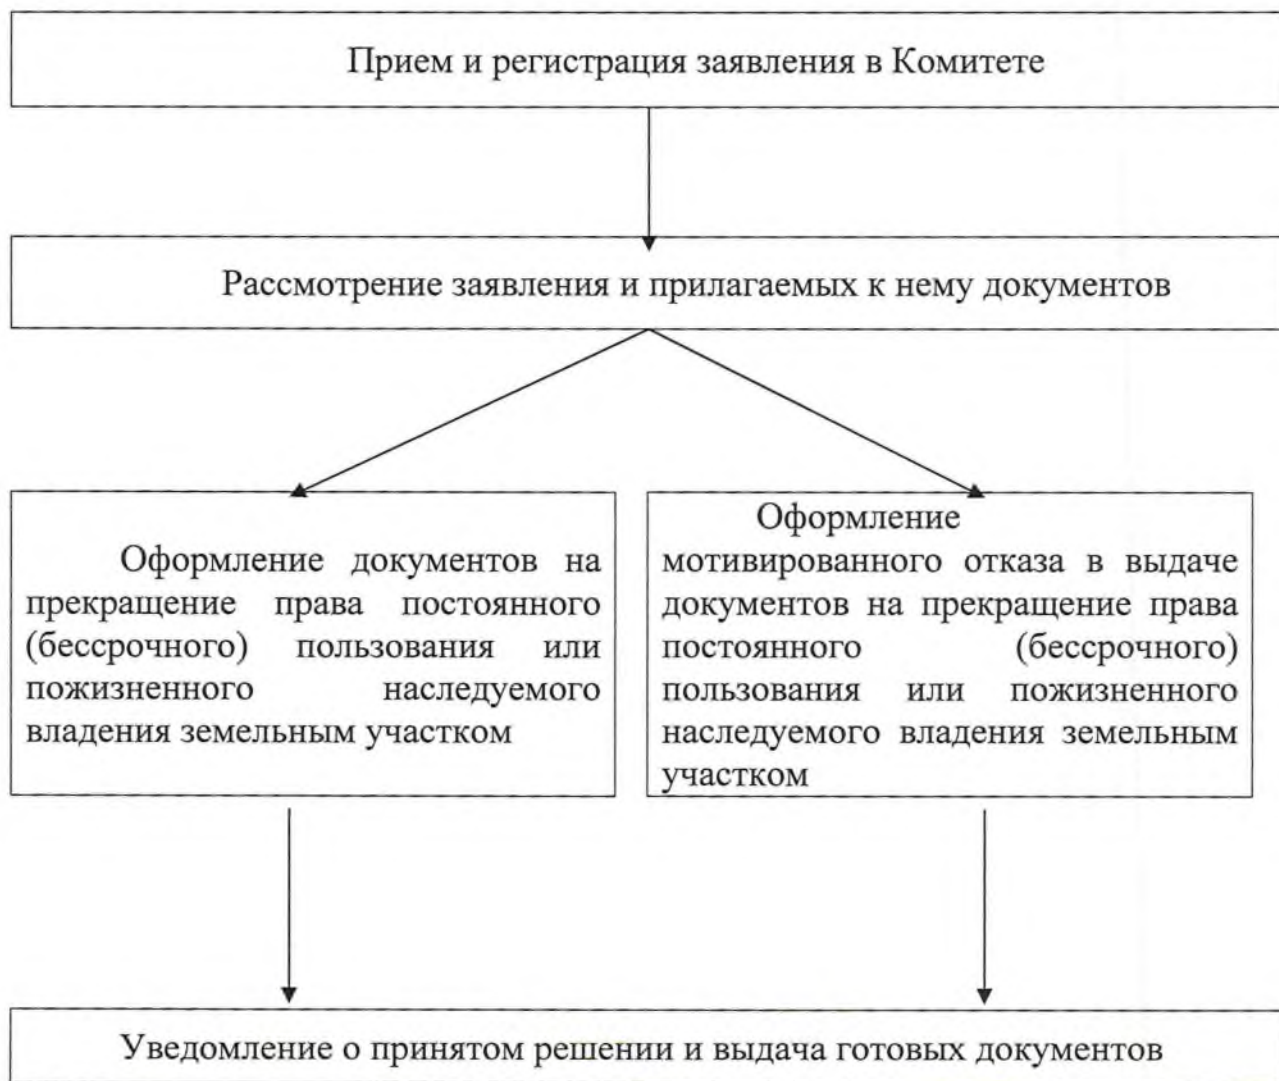 Прием и регистрация заявления в Комитете
Рассмотрение заявления и прилагаемых к нему документов
Оформление документов на
прекращение права постоянного
(бессрочного) пользования или
пожизненного наследуемого
владения земельным участком
Оформление
мотивированного отказа в выдаче
документов на прекращение права
постоянного (бессрочного)
пользования или пожизненного
наследуемого владения земельным
участком
Уведомление о принятом решении и выдача готовых документов